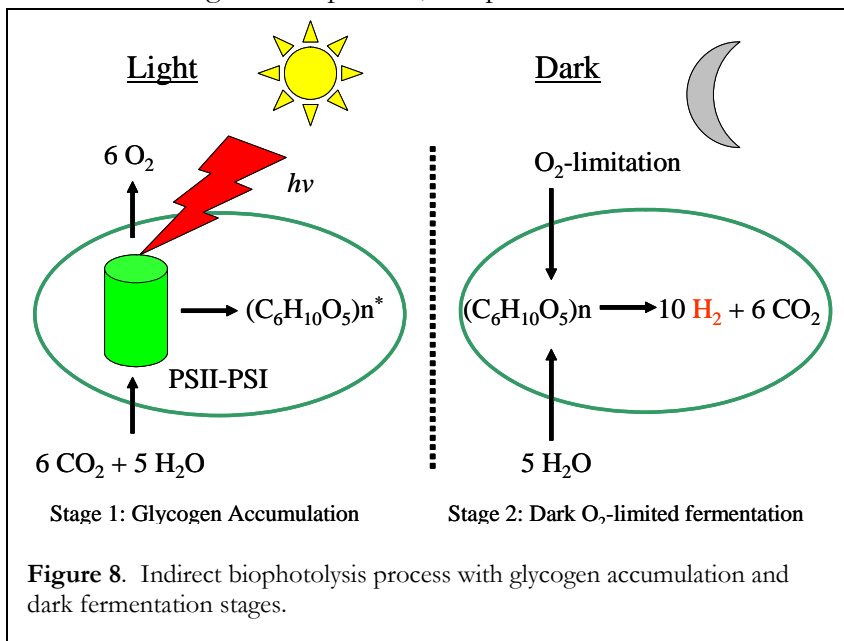 Light
Dark
6 O₂
hν
O₂-limitation
(C₆H₁₀O₅)n*
(C₆H₁₀O₅)n
10 H₂ + 6 CO₂
PSII-PSI
6 CO₂ + 5 H₂O
5 H₂O
Stage 1: Glycogen Accumulation
Stage 2: Dark O₂-limited fermentation
Figure 8. Indirect biophotolysis process with glycogen accumulation and
dark fermentation stages.